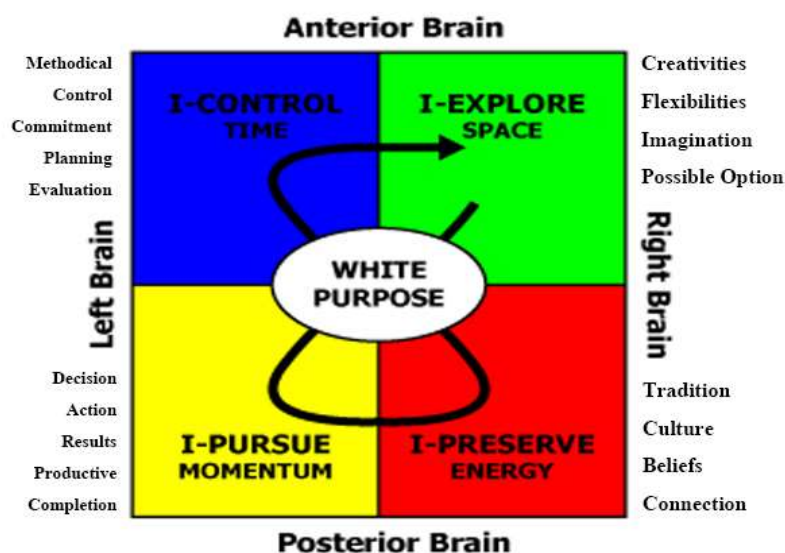 Anterior Brain
Methodical
Control
Commitment
Planning
Evaluation
I-CONTROL
TIME
I-EXPLORE
SPACE
Creativities
Flexibilities
Imagination
Possible Option
Left Brain
WHITE
PURPOSE
Right Brain
Decision
Action
Results
Productive
Completion
I-PURSUE
MOMENTUM
I-PRESERVE
ENERGY
Tradition
Culture
Beliefs
Connection
Posterior Brain